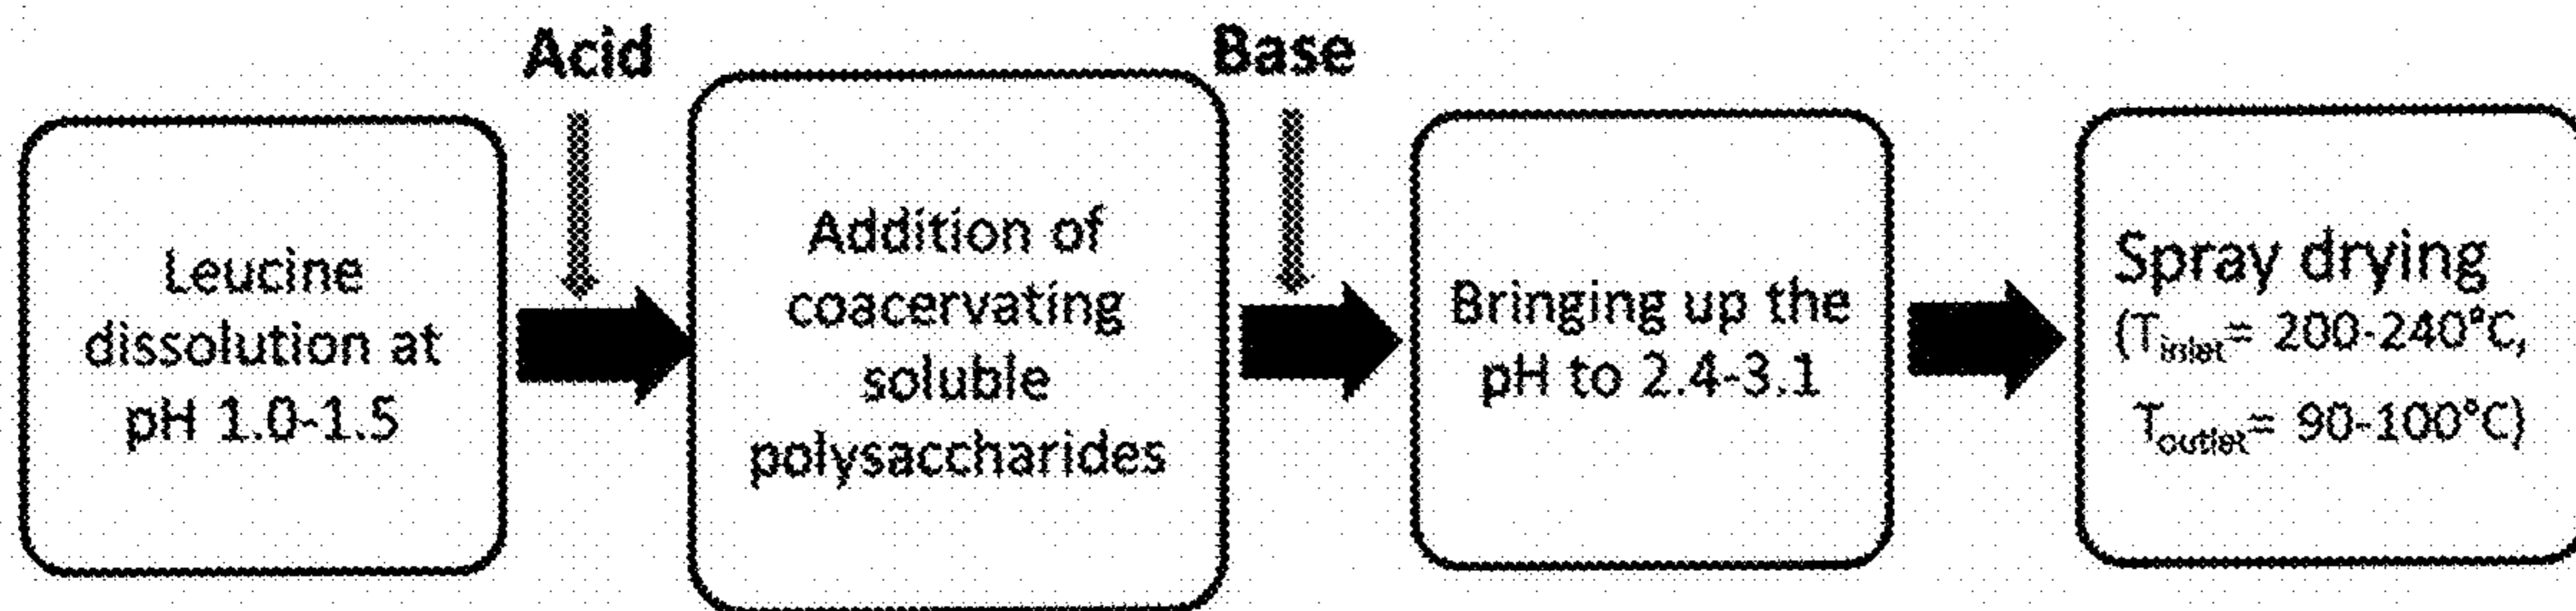 Acid
Base
Leucine
dissolution at
pH 1.0-1.5
Addition of
coacervating
soluble
polysaccharides
Bringing up the
pH to 2.4-3.1
Spray drying
(Tinlet= 200-240°C,
Toutlet= 90-100°C)